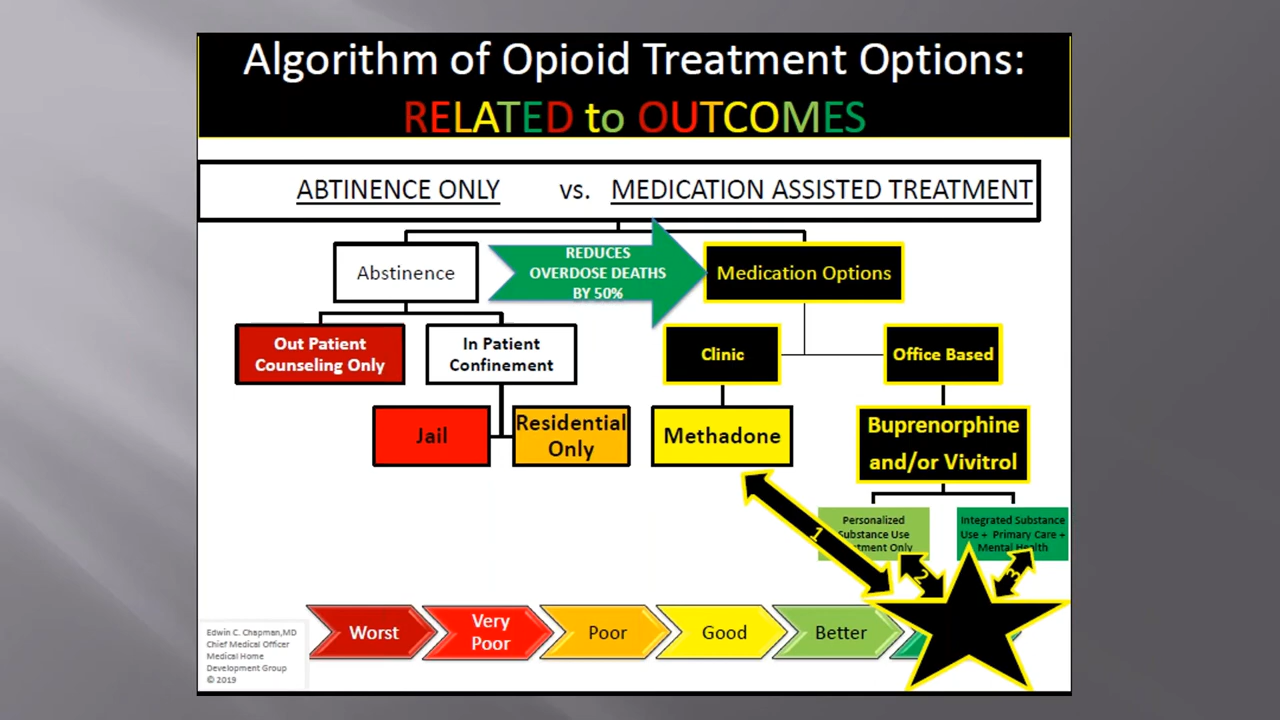 Algorithm of Opioid Treatment Options:
RELATED to OUTCOMES
ABTINENCE ONLY vs. MEDICATION ASSISTED TREATMENT
Abstinence
REDUCES
OVERDOSE DEATHS
BY 50%
Medication Options
Out Patient
Counseling Only
In Patient
Confinement
Clinic
Office Based
Jail
Residential
Only
Methadone
Buprenorphine
and/or Vivitrol
Personalized
Substance Use
Only
Integrated Substance
Use + Primary Care +
Mental Health
1
2
3
Worst
Very
Poor
Poor
Good
Better
Edwin C. Chapman,MD
Chief Medical Officer
Medical Home
Development Group
© 2019